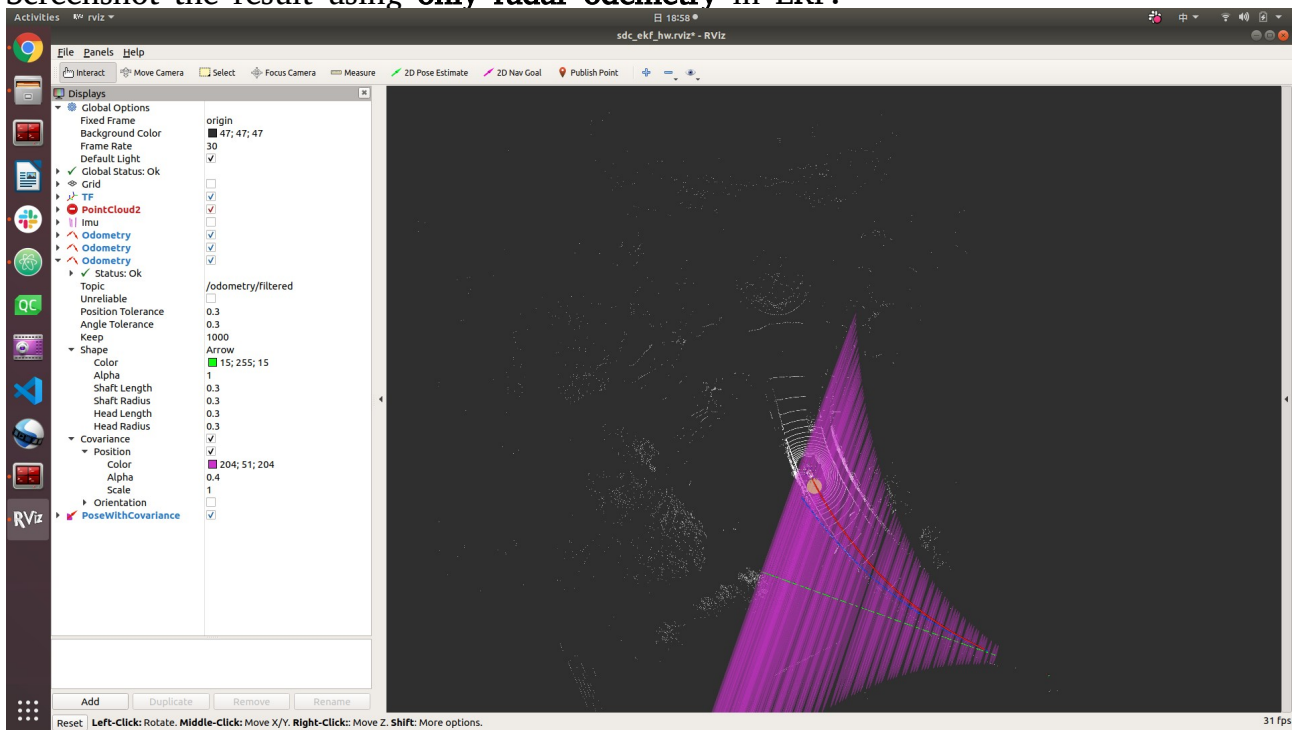 Screenshot the result using only radar odometry in EKF.
Activities RViz rviz 日 18:58 中
sdc_ekf_hw.rviz* - RViz
File Panels Help
Interact Move Camera Select Focus Camera Measure 2D Pose Estimate 2D Nav Goal Publish Point
Displays
Global Options
Fixed Frame origin
Background Color 47; 47; 47
Frame Rate 30
Default Light
Global Status: Ok
Grid
TF
PointCloud2
Imu
Odometry
Odometry
Odometry
Status: Ok
Topic /odometry/filtered
Unreliable
Position Tolerance 0.3
Angle Tolerance 0.3
Keep 1000
Shape Arrow
Color 15; 255; 15
Alpha 1
Shaft Length 0.3
Shaft Radius 0.3
Head Length 0.3
Head Radius 0.3
Covariance
Position
Color 204; 51; 204
Alpha 0.4
Scale 1
Orientation
PoseWithCovariance
QC
RViz
Add Duplicate Remove Rename
Reset Left-Click: Rotate. Middle-Click: Move X/Y. Right-Click:: Move Z. Shift: More options. 31 fps